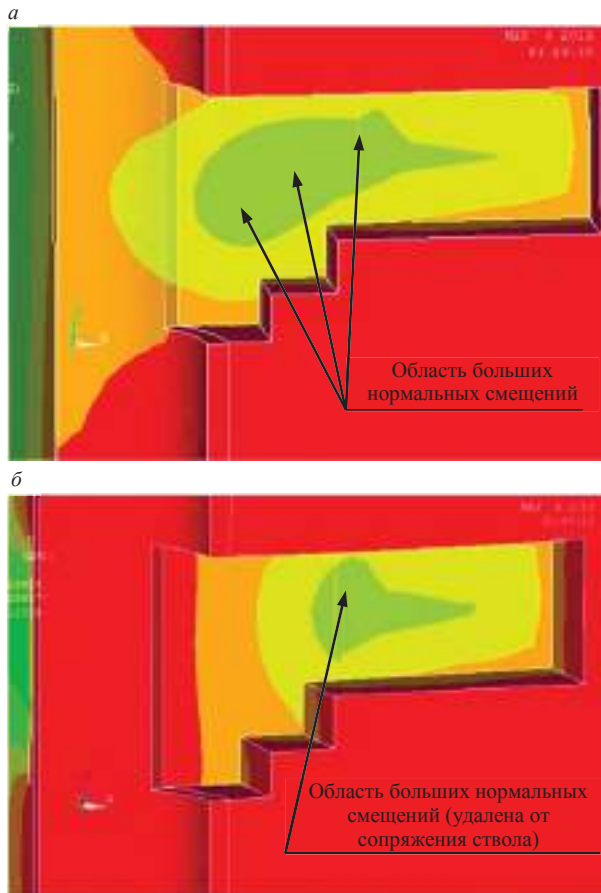 а
Область больших
нормальных смещений
б
Область больших нормальных
смещений (удалена от
сопряжения ствола)